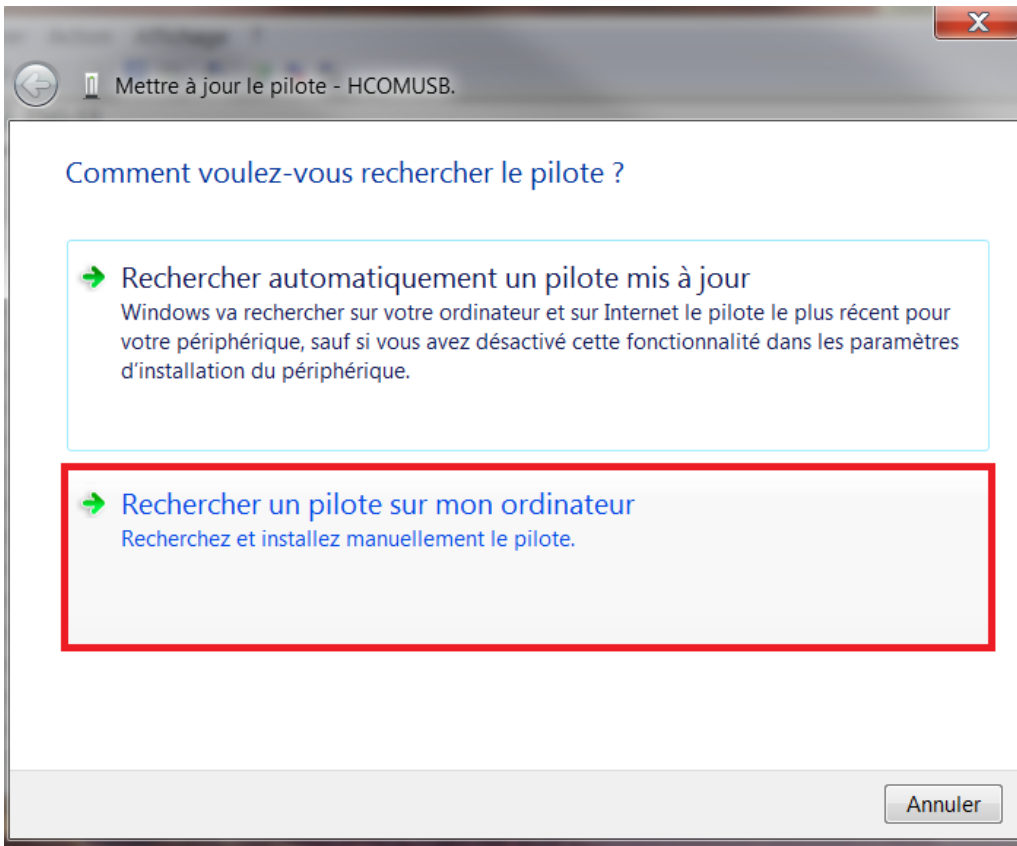 Action Affichage ?
Mettre à jour le pilote - HCOMUSB.
Comment voulez-vous rechercher le pilote ?
Rechercher automatiquement un pilote mis à jour
Windows va rechercher sur votre ordinateur et sur Internet le pilote le plus récent pour
votre périphérique, sauf si vous avez désactivé cette fonctionnalité dans les paramètres
d'installation du périphérique.
Rechercher un pilote sur mon ordinateur
Recherchez et installez manuellement le pilote.
Annuler